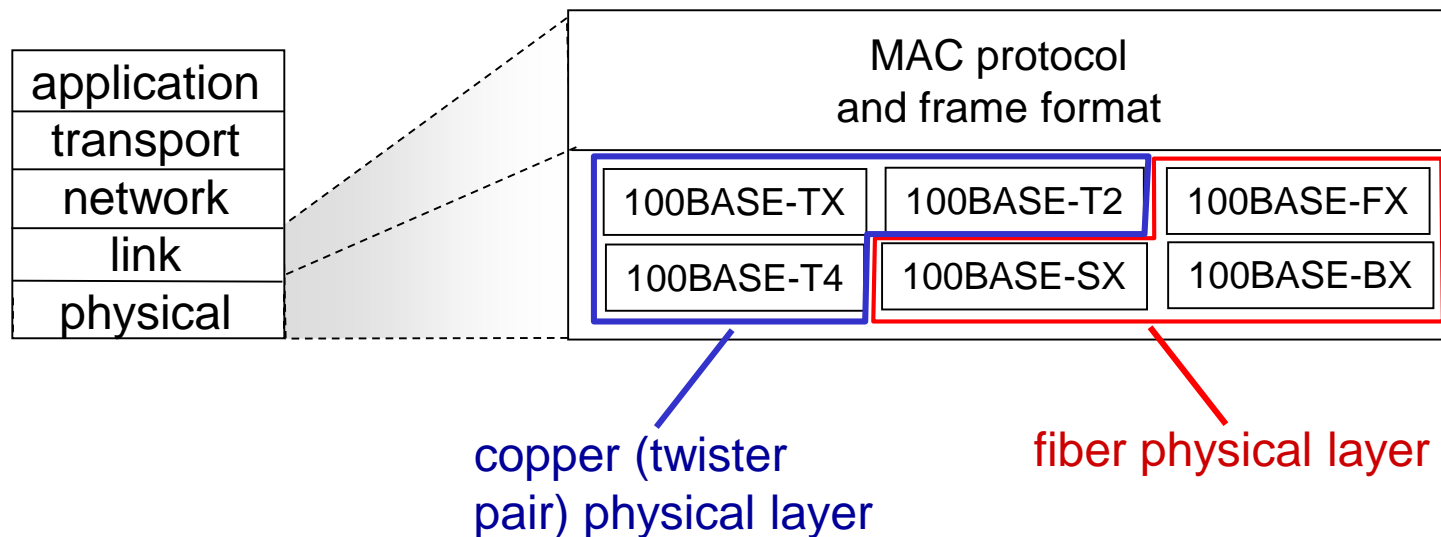 application
transport
network
link
physical
MAC protocol
and frame format
100BASE-TX
100BASE-T2
100BASE-FX
100BASE-T4
100BASE-SX
100BASE-BX
copper (twister
pair) physical layer
fiber physical layer